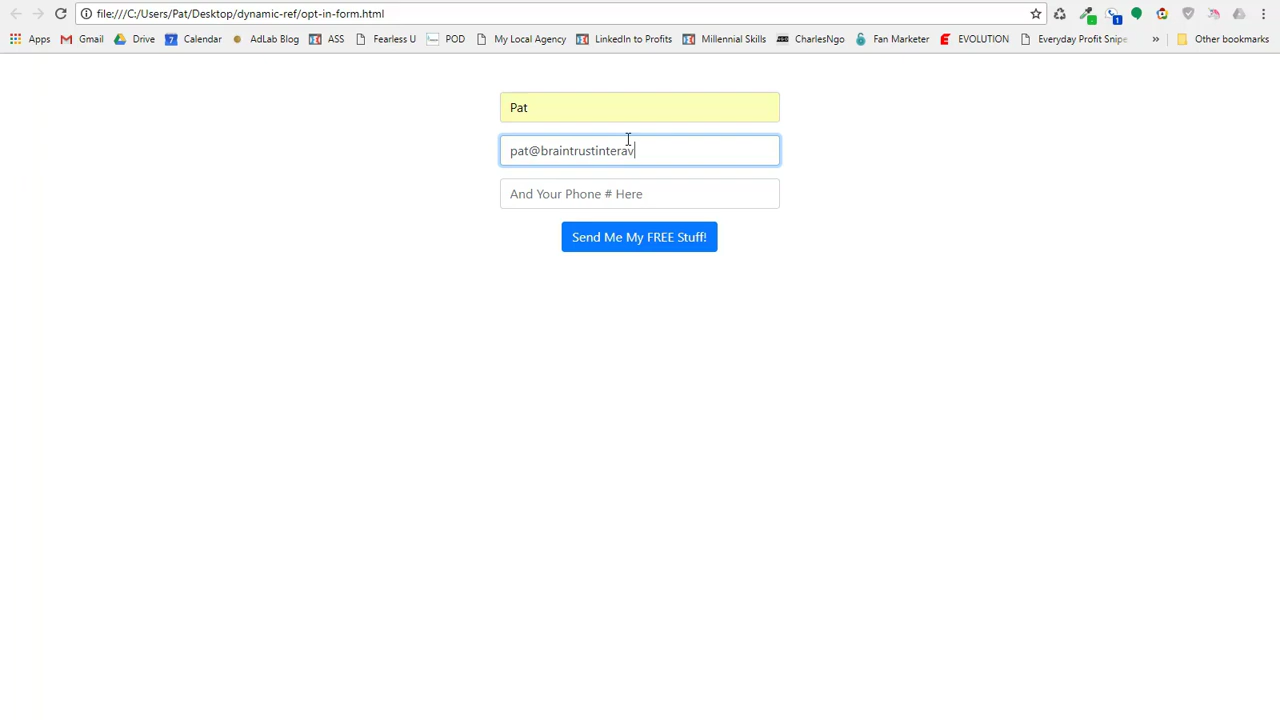 file:///C:/Users/Pat/Desktop/dynamic-ref/opt-in-form.html
1
Apps Gmail Drive 7 Calendar AdLab Blog ASS Fearless U POD My Local Agency LinkedIn to Profits Millennial Skills CharlesNgo Fan Marketer EVOLUTION Everyday Profit Snipe » Other bookmarks
Pat
pat@braintrustinterav
And Your Phone # Here
Send Me My FREE Stuff!